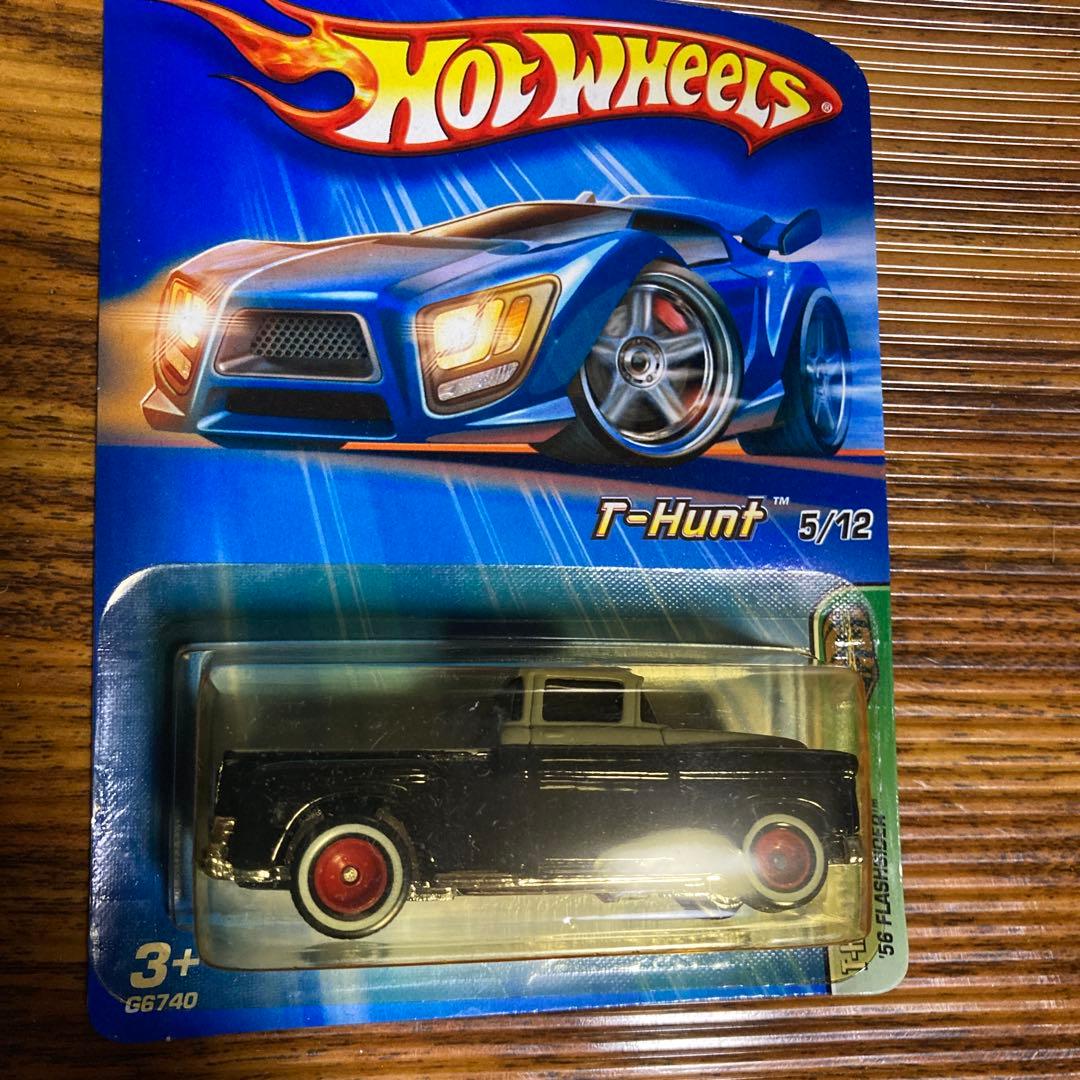 HOT WHEELS®
T-Hunt™ 5/12
'56 FLASHSIDER™
3+
G6740